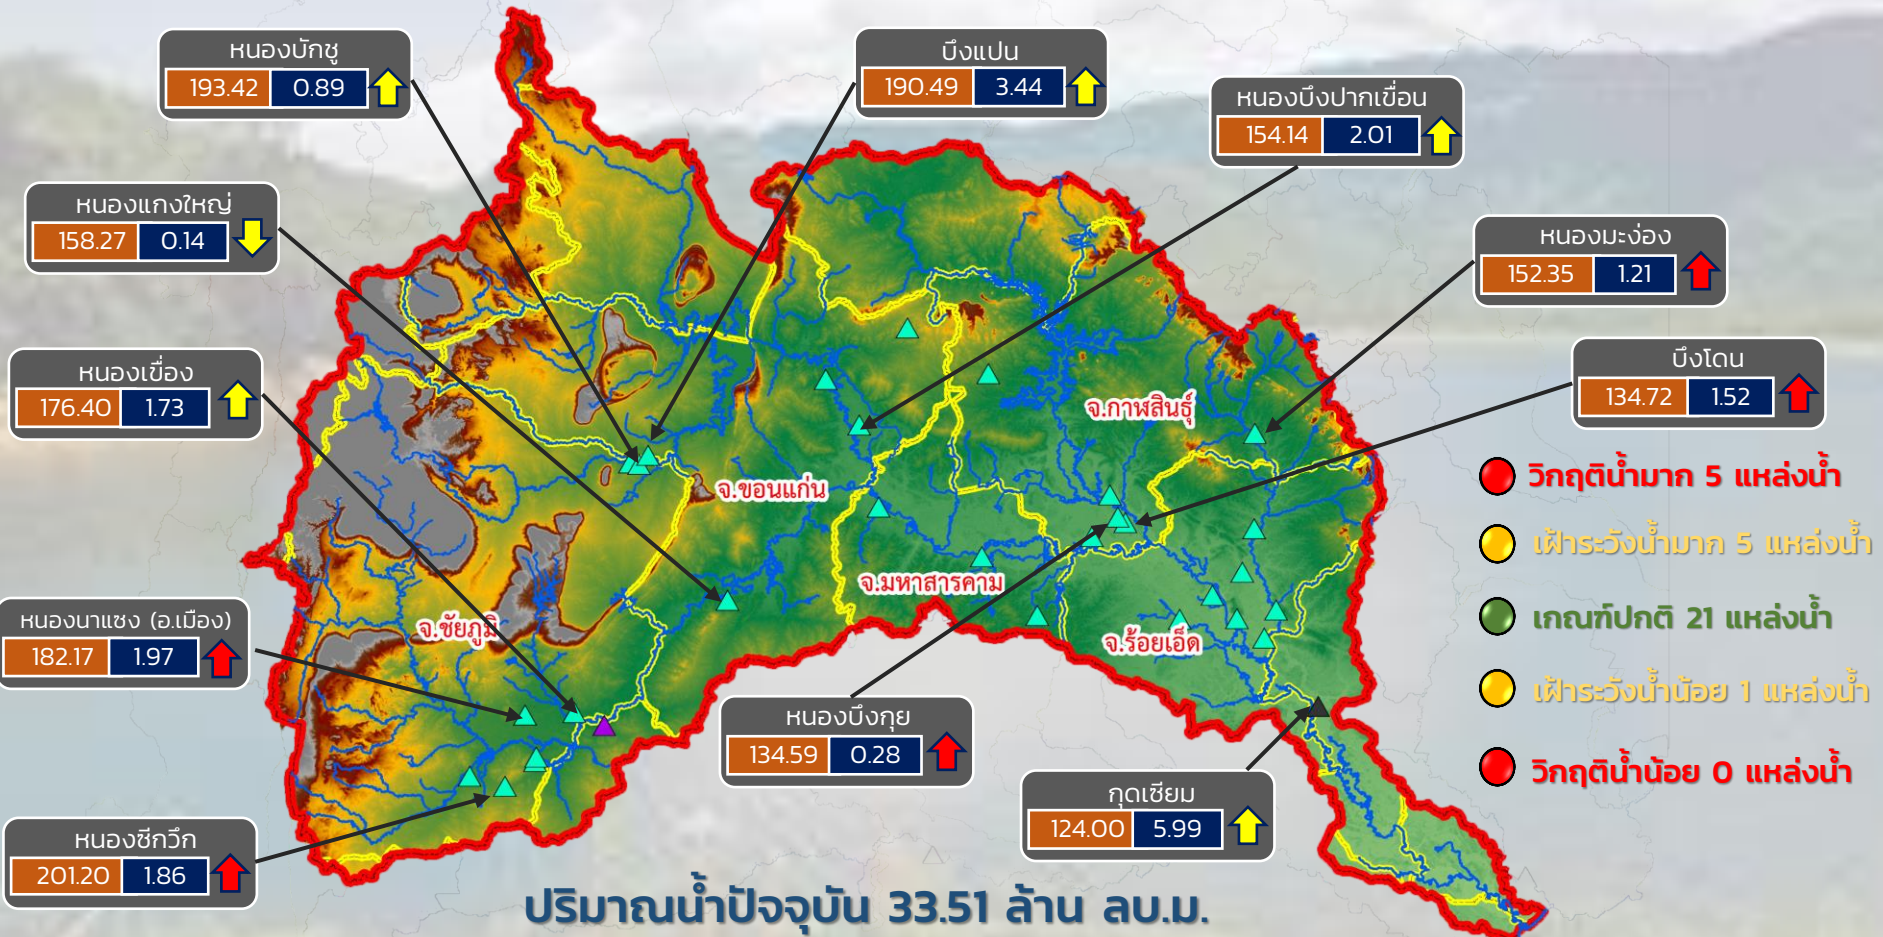 หนองบักซู
193.42 0.89
บึงแปน
190.49 3.44
หนองบึงปากเขื่อน
154.14 2.01
หนองแกงใหญ่
158.27 0.14
หนองมะง่อง
152.35 1.21
หนองเขื่อง
176.40 1.73
บึงโดน
134.72 1.52
จ.กาฬสินธุ์
จ.ขอนแก่น
จ.มหาสารคาม
จ.ชัยภูมิ
จ.ร้อยเอ็ด
วิกฤติน้ำมาก 5 แหล่งน้ำ
เฝ้าระวังน้ำมาก 5 แหล่งน้ำ
เกณฑ์ปกติ 21 แหล่งน้ำ
เฝ้าระวังน้ำน้อย 1 แหล่งน้ำ
วิกฤติน้ำน้อย 0 แหล่งน้ำ
หนองนาแซง (อ.เมือง)
182.17 1.97
หนองบึงกุย
134.59 0.28
กุดเซียม
124.00 5.99
หนองซีกวึก
201.20 1.86
ปริมาณน้ำปัจจุบัน 33.51 ล้าน ลบ.ม.